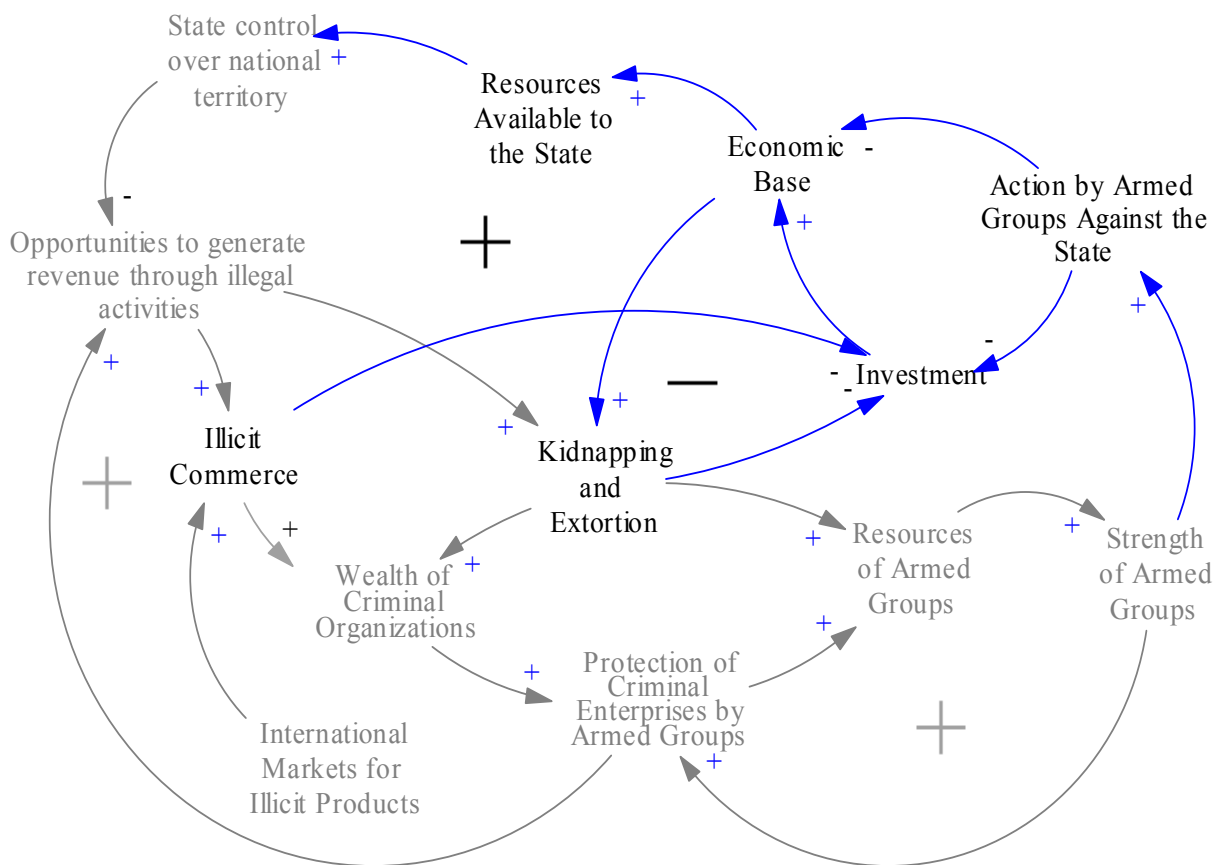 State control
over national
territory
+
Resources
Available to
the State
+
Economic
Base
-
Action by Armed
Groups Against the
State
-
Opportunities to generate
revenue through illegal
activities
+
+
+
+
-
Investment
-
-
—
+
+
+
Illicit
Commerce
Kidnapping
and
Extortion
+
+
+
+
+
Resources
of Armed
Groups
+
Strength
of Armed
Groups
Wealth of
Criminal
Organizations
+
+
+
Protection of
Criminal
Enterprises by
Armed Groups
+
+
International
Markets for
Illicit Products